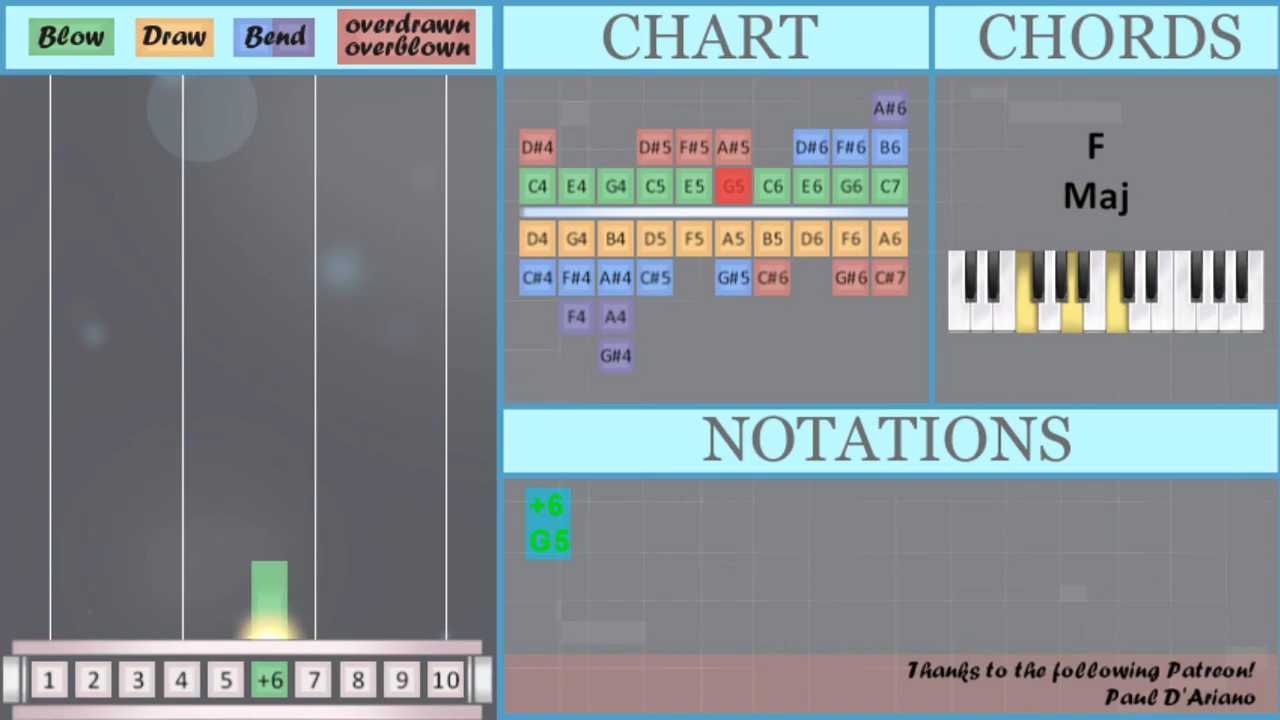 Blow Draw Bend overdrawn overblown
CHART
CHORDS
A#6
D#4 D#5 F#5 A#5 D#6 F#6 B6
C4 E4 G4 C5 E5 G5 C6 E6 G6 C7
D4 G4 B4 D5 F5 A5 B5 D6 F6 A6
C#4 F#4 A#4 C#5 G#5 C#6 G#6 C#7
F4 A4
G#4
F
Maj
NOTATIONS
+6
G5
1 2 3 4 5 +6 7 8 9 10
Thanks to the following Patreon!
Paul D'Ariano